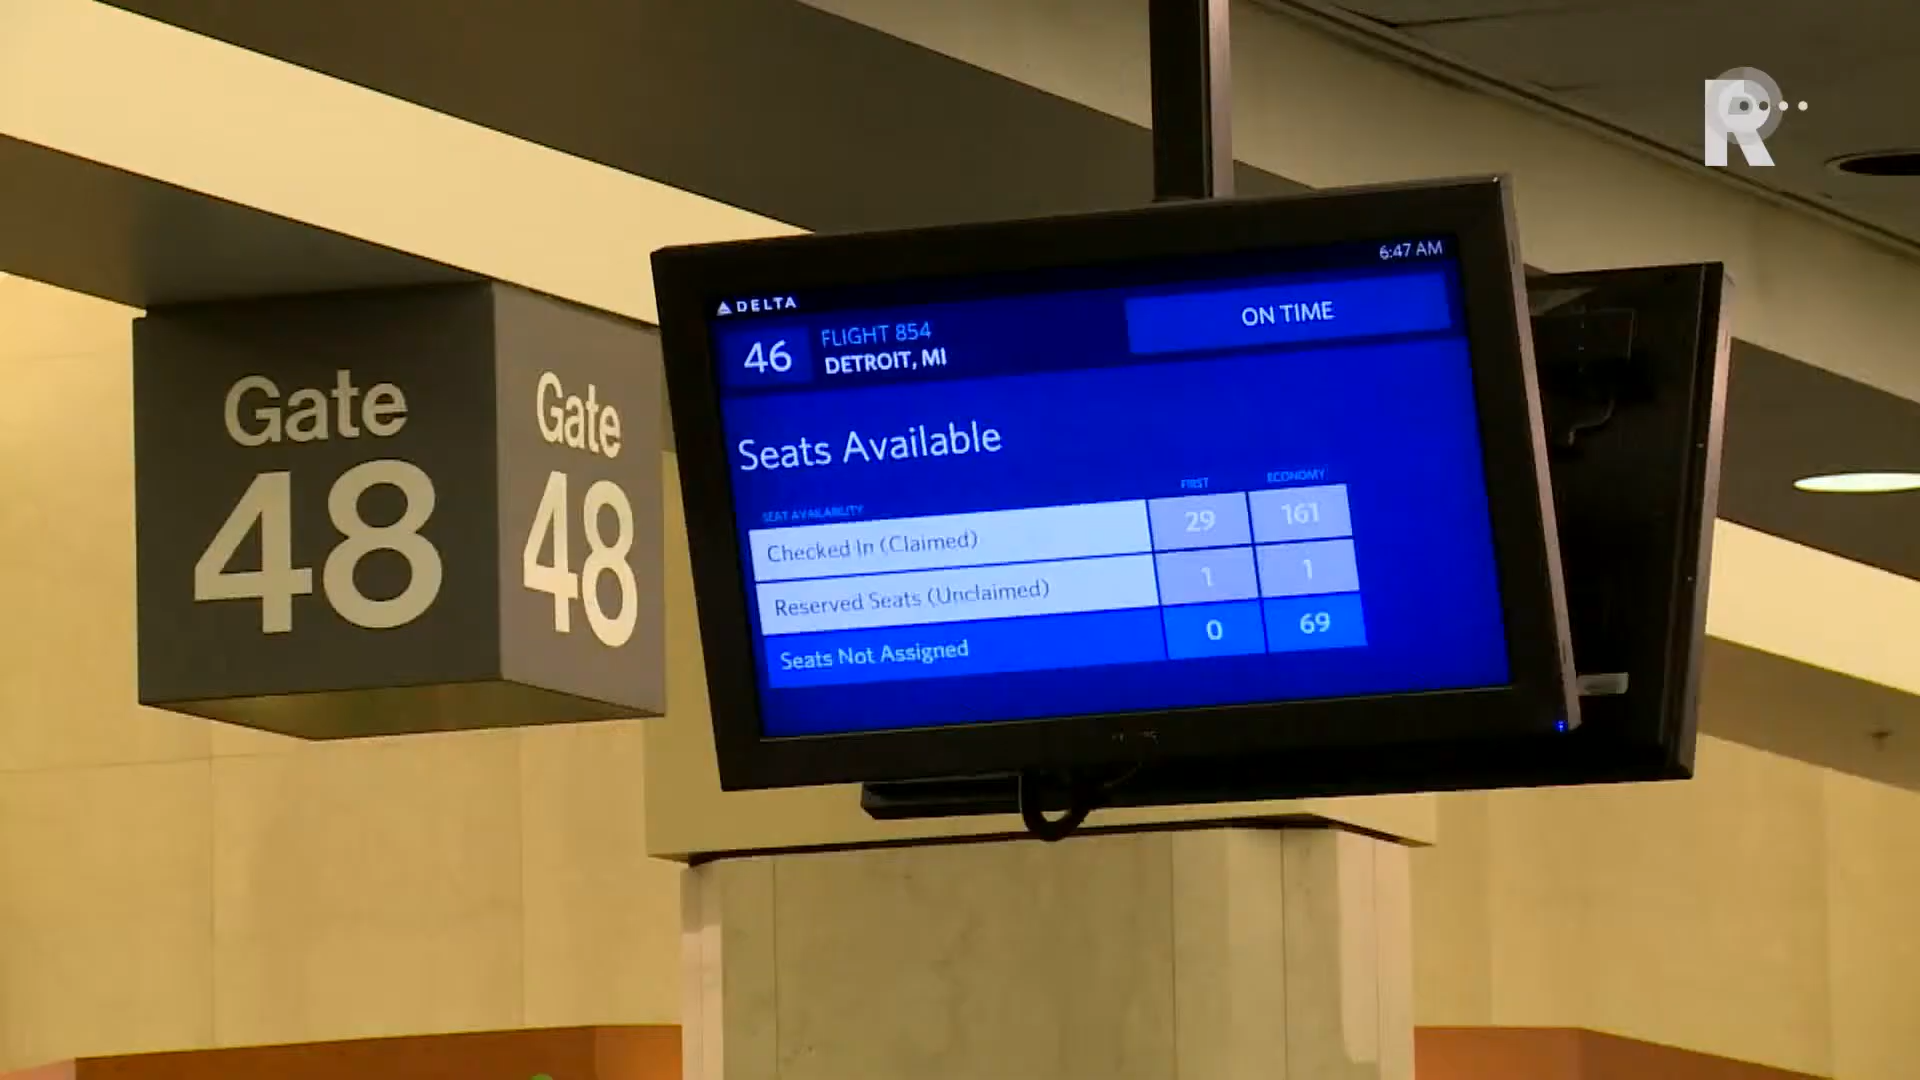 R
6:47 AM
DELTA
ON TIME
46
FLIGHT 854
DETROIT, MI
Gate
48
Gate
48
Seats Available
FIRST
ECONOMY
SEAT AVAILABILITY
Checked In (Claimed) 29 161
Reserved Seats (Unclaimed) 1 1
Seats Not Assigned 0 69